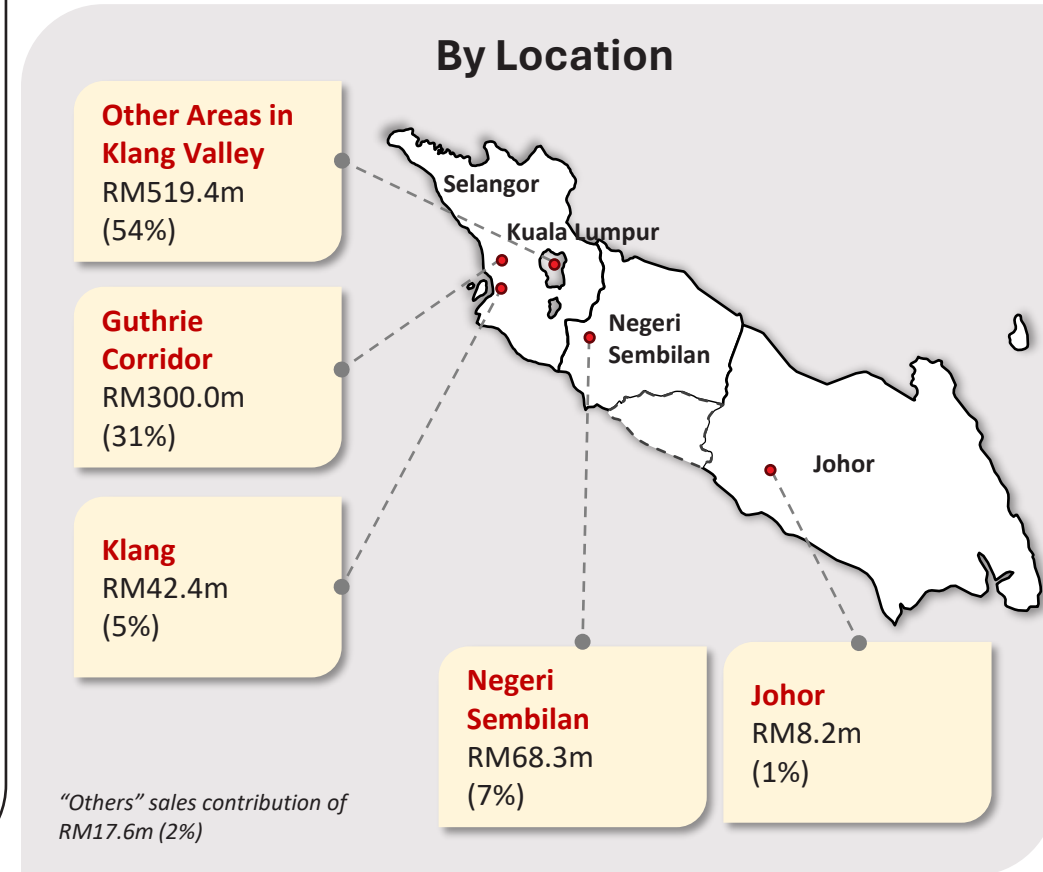 By Location
Other Areas in
Klang Valley
RM519.4m
(54%)
Guthrie
Corridor
RM300.0m
(31%)
Klang
RM42.4m
(5%)
Selangor
Kuala Lumpur
Negeri
Sembilan
Johor
Negeri
Sembilan
RM68.3m
(7%)
Johor
RM8.2m
(1%)
“Others” sales contribution of
RM17.6m (2%)